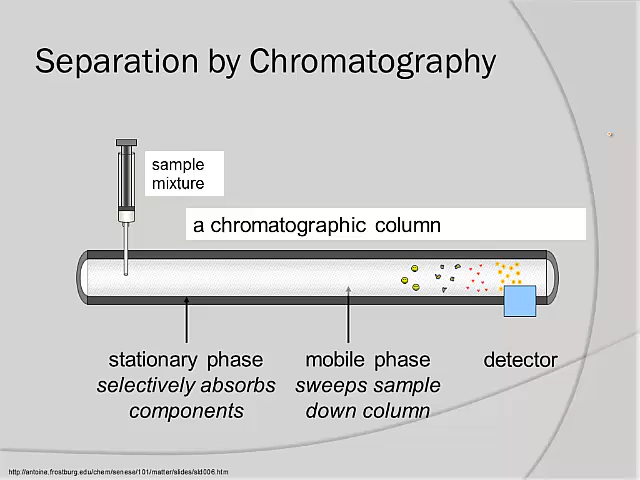 Separation by Chromatography
sample
mixture
a chromatographic column
stationary phase
selectively absorbs
components
mobile phase
sweeps sample
down column
detector
http://antoine.frostburg.edu/chem/senese/101/matter/slides/sld006.htm